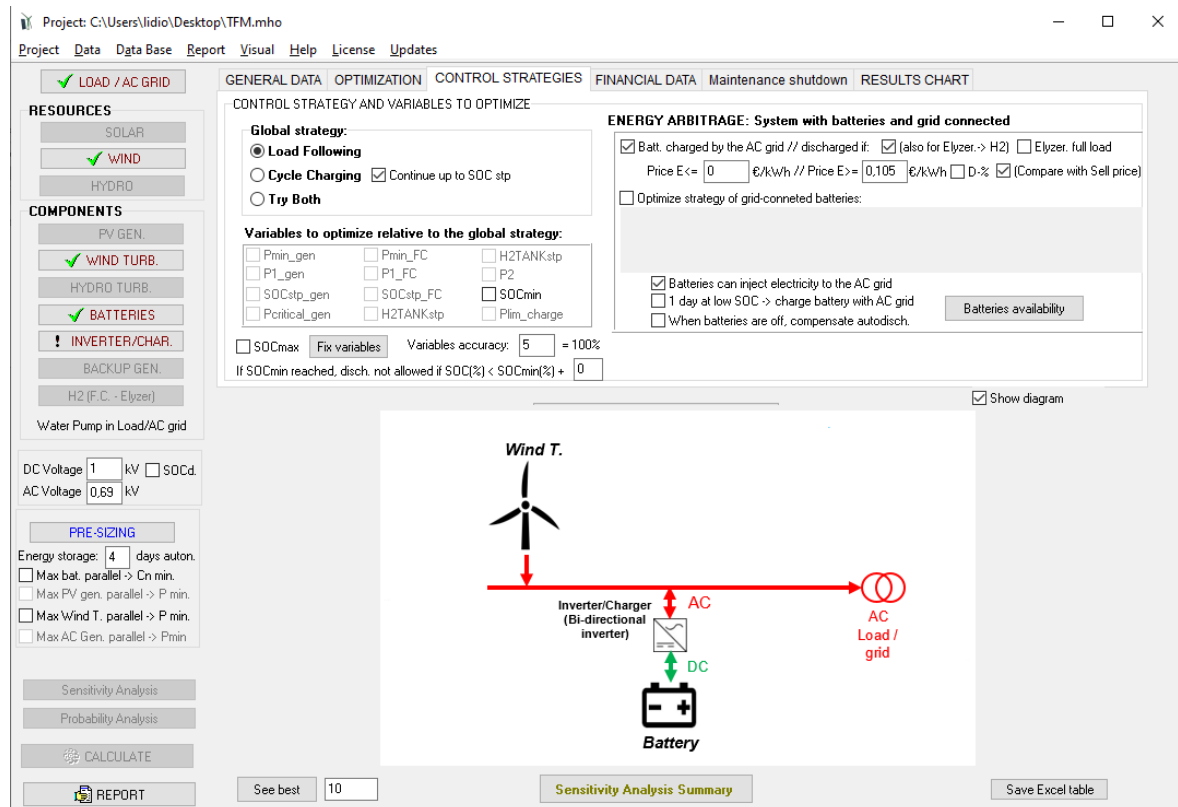 Project: C:\Users\lidio\Desktop\TFM.mho
Project Data Data Base Report Visual Help License Updates
LOAD / AC GRID
RESOURCES
SOLAR
WIND
HYDRO
COMPONENTS
PV GEN.
WIND TURB.
HYDRO TURB.
BATTERIES
! INVERTER/CHAR.
BACKUP GEN.
H2 (F.C. - Elyzer)
Water Pump in Load/AC grid
DC Voltage 1 kV SOCd.
AC Voltage 0,69 kV
PRE-SIZING
Energy storage: 4 days auton.
Max bat. parallel -> Cn min.
Max PV gen. parallel -> P min.
Max Wind T. parallel -> P min.
Max AC Gen. parallel -> Pmin
Sensitivity Analysis
Probability Analysis
CALCULATE
REPORT
GENERAL DATA OPTIMIZATION CONTROL STRATEGIES FINANCIAL DATA Maintenance shutdown RESULTS CHART
CONTROL STRATEGY AND VARIABLES TO OPTIMIZE
Global strategy:
Load Following
Cycle Charging Continue up to SOC stp
Try Both
Variables to optimize relative to the global strategy:
Pmin_gen Pmin_FC H2TANKstp
P1_gen P1_FC P2
SOCstp_gen SOCstp_FC SOCmin
Pcritical_gen H2TANKstp Plim_charge
SOCmax Fix variables Variables accuracy: 5 = 100%
If SOCmin reached, disch. not allowed if SOC(%) < SOCmin(%) + 0
ENERGY ARBITRAGE: System with batteries and grid connected
Batt. charged by the AC grid // discharged if: (also for Elyzer.-> H2) Elyzer. full load
Price E<= 0 €/kWh // Price E>= 0,105 €/kWh D-% (Compare with Sell price)
Optimize strategy of grid-conneted batteries:
Batteries can inject electricity to the AC grid
1 day at low SOC -> charge battery with AC grid
When batteries are off, compensate autodisch.
Batteries availability
Show diagram
Wind T.
Inverter/Charger
(Bi-directional
inverter)
AC
DC
Battery
AC
Load /
grid
See best 10
Sensitivity Analysis Summary
Save Excel table